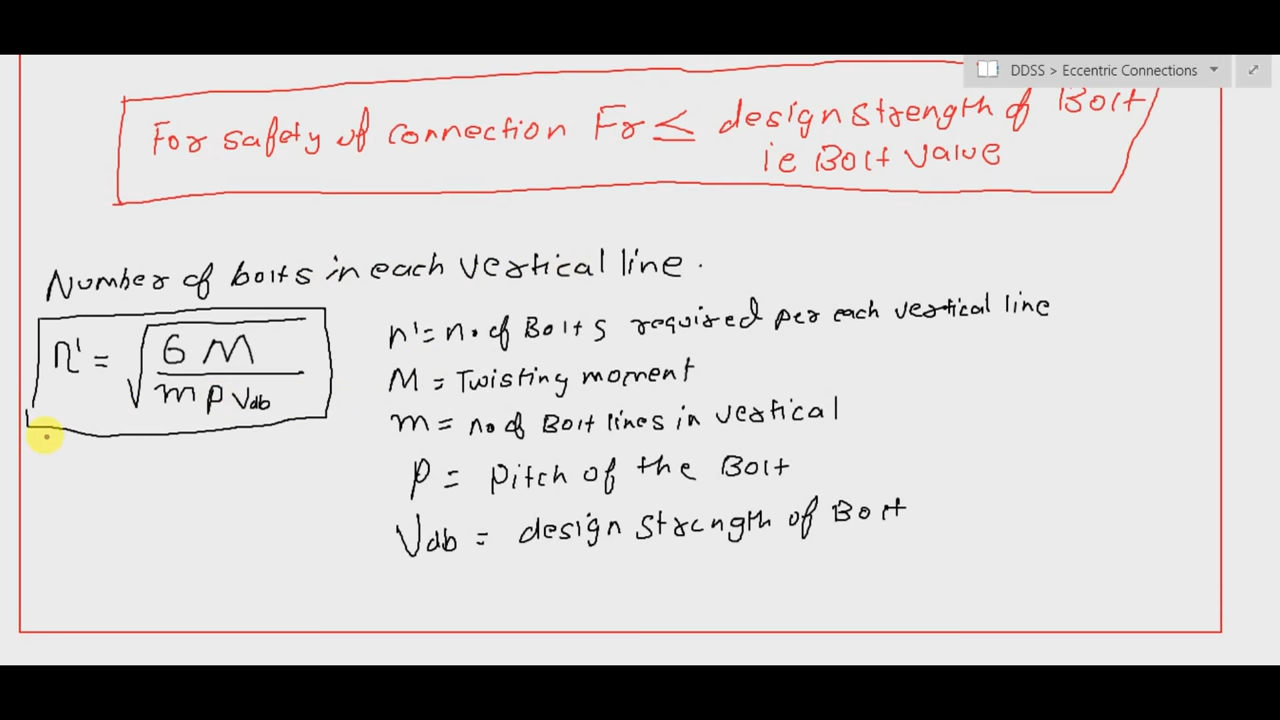 DDSS > Eccentric Connections
For safety of connection Fr ≤ design strength of Bolt
ie Bolt value
Number of bolts in each vertical line.
n' = √(6 M / m p Vdb)
n' = no. of Bolts required per each vertical line
M = Twisting moment
m = no of Bolt lines in vertical
P = Pitch of the Bolt
Vdb = design strength of Bolt